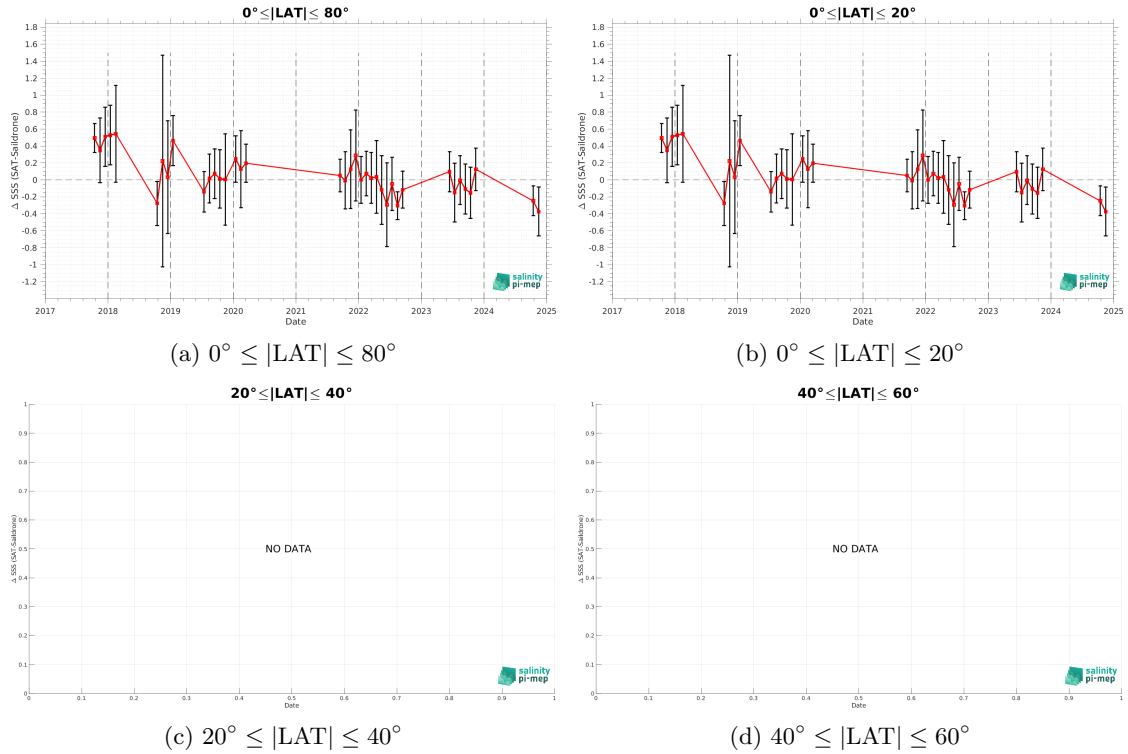 0°≤|LAT|≤ 80°
1.8
1.6
1.4
1.2
1
0.8
0.6
0.4
0.2
0
-0.2
-0.4
-0.6
-0.8
-1
-1.2
Δ SSS (SAT-Saildrone)
salinity
pi-mep
2017 2018 2019 2020 2021 2022 2023 2024 2025
Date
(a) 0° ≤ |LAT| ≤ 80°
0°≤|LAT|≤ 20°
1.8
1.6
1.4
1.2
1
0.8
0.6
0.4
0.2
0
-0.2
-0.4
-0.6
-0.8
-1
-1.2
Δ SSS (SAT-Saildrone)
salinity
pi-mep
2017 2018 2019 2020 2021 2022 2023 2024 2025
Date
(b) 0° ≤ |LAT| ≤ 20°
20°≤|LAT|≤ 40°
1
0.9
0.8
0.7
0.6
0.5
0.4
0.3
0.2
0.1
0
Δ SSS (SAT-Saildrone)
NO DATA
salinity
pi-mep
0 0.1 0.2 0.3 0.4 0.5 0.6 0.7 0.8 0.9 1
Date
(c) 20° ≤ |LAT| ≤ 40°
40°≤|LAT|≤ 60°
1
0.9
0.8
0.7
0.6
0.5
0.4
0.3
0.2
0.1
0
Δ SSS (SAT-Saildrone)
NO DATA
salinity
pi-mep
0 0.1 0.2 0.3 0.4 0.5 0.6 0.7 0.8 0.9 1
Date
(d) 40° ≤ |LAT| ≤ 60°